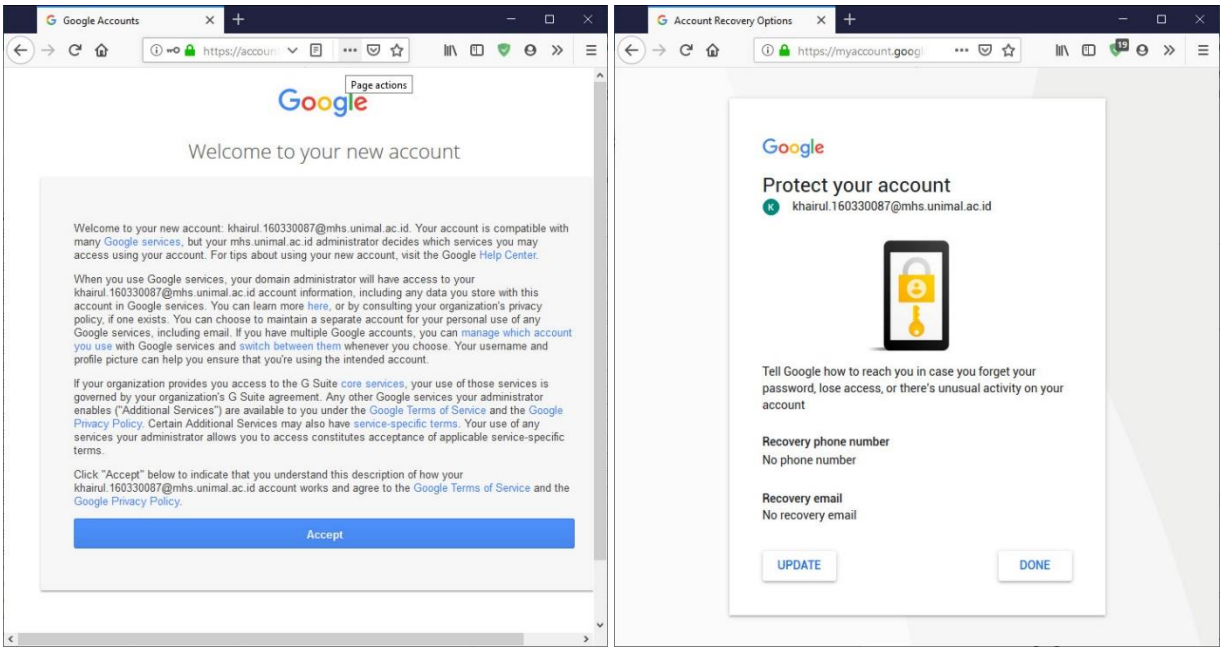 Google Accounts
https://accoun
Page actions
Google
Welcome to your new account
Welcome to your new account: khairul.160330087@mhs.unimal.ac.id. Your account is compatible with
many Google services, but your mhs.unimal.ac.id administrator decides which services you may
access using your account. For tips about using your new account, visit the Google Help Center.
When you use Google services, your domain administrator will have access to your
khairul.160330087@mhs.unimal.ac.id account information, including any data you store with this
account in Google services. You can learn more here, or by consulting your organization's privacy
policy, if one exists. You can choose to maintain a separate account for your personal use of any
Google services, including email. If you have multiple Google accounts, you can manage which account
you use with Google services and switch between them whenever you choose. Your username and
profile picture can help you ensure that you're using the intended account.
If your organization provides you access to the G Suite core services, your use of those services is
governed by your organization's G Suite agreement. Any other Google services your administrator
enables ("Additional Services") are available to you under the Google Terms of Service and the Google
Privacy Policy. Certain Additional Services may also have service-specific terms. Your use of any
services your administrator allows you to access constitutes acceptance of applicable service-specific
terms.
Click "Accept" below to indicate that you understand this description of how your
khairul.160330087@mhs.unimal.ac.id account works and agree to the Google Terms of Service and the
Google Privacy Policy.
Accept
Account Recovery Options
https://myaccount.googl
19
Google
Protect your account
K khairul.160330087@mhs.unimal.ac.id
Tell Google how to reach you in case you forget your
password, lose access, or there's unusual activity on your
account
Recovery phone number
No phone number
Recovery email
No recovery email
UPDATE DONE